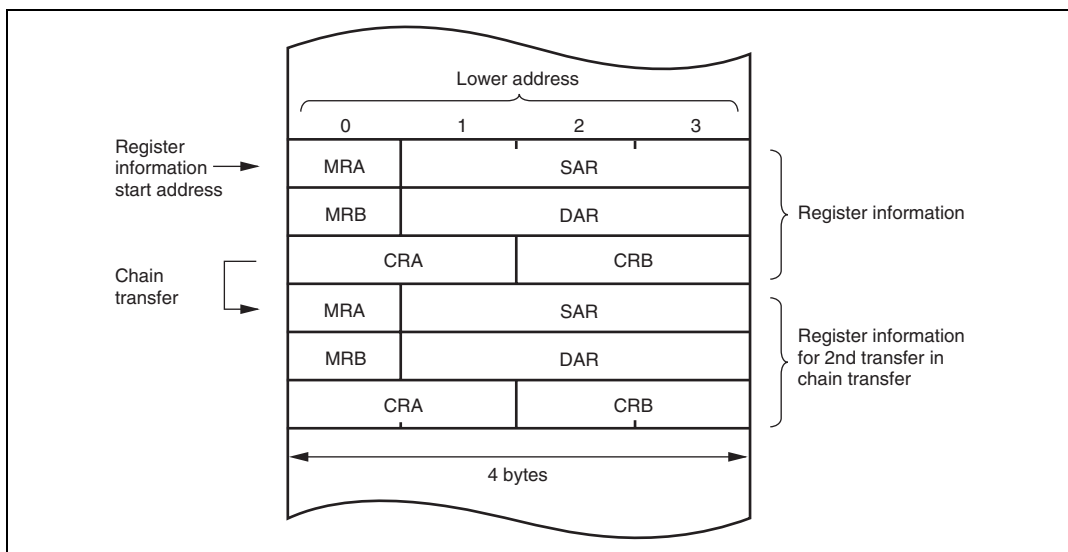 Lower address
0 1 2 3
Register
information
start address
MRA SAR
MRB DAR
Register information
CRA CRB
Chain
transfer
MRA SAR
MRB DAR
CRA CRB
Register information
for 2nd transfer in
chain transfer
4 bytes